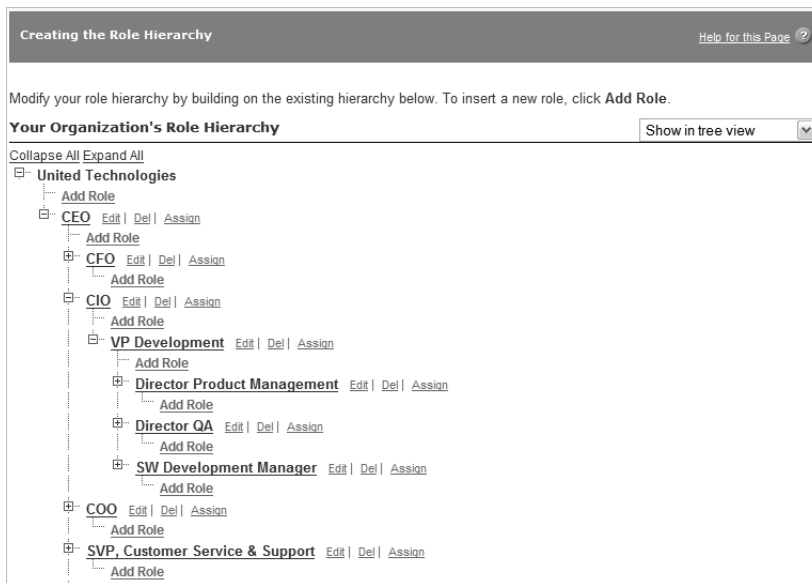 Creating the Role Hierarchy Help for this Page ?
Modify your role hierarchy by building on the existing hierarchy below. To insert a new role, click Add Role.
Your Organization's Role Hierarchy Show in tree view
Collapse All Expand All
United Technologies
Add Role
CEO Edit | Del | Assign
Add Role
CFO Edit | Del | Assign
Add Role
CIO Edit | Del | Assign
Add Role
VP Development Edit | Del | Assign
Add Role
Director Product Management Edit | Del | Assign
Add Role
Director QA Edit | Del | Assign
Add Role
SW Development Manager Edit | Del | Assign
Add Role
COO Edit | Del | Assign
Add Role
SVP, Customer Service & Support Edit | Del | Assign
Add Role